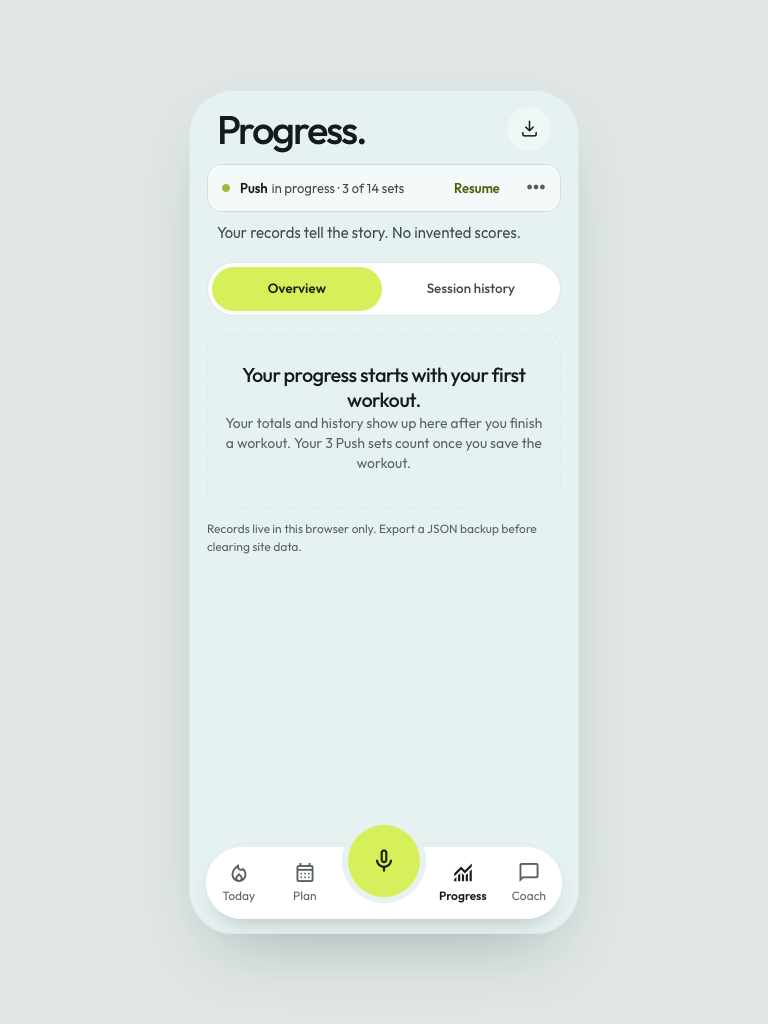 Progress.
Push in progress · 3 of 14 sets
Resume
Your records tell the story. No invented scores.
Overview
Session history
Your progress starts with your first
workout.
Your totals and history show up here after you finish
a workout. Your 3 Push sets count once you save the
workout.
Records live in this browser only. Export a JSON backup before
clearing site data.
Today
Plan
Progress
Coach